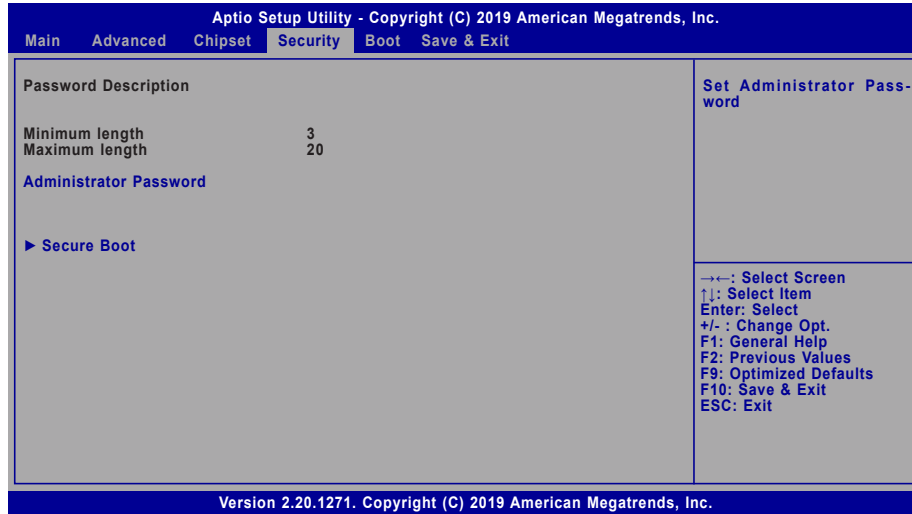 Aptio Setup Utility - Copyright (C) 2019 American Megatrends, Inc.
Main Advanced Chipset Security Boot Save & Exit
Password Description
Minimum length 3
Maximum length 20
Administrator Password
► Secure Boot
Set Administrator Pass-
word
→←: Select Screen
↑↓: Select Item
Enter: Select
+/- : Change Opt.
F1: General Help
F2: Previous Values
F9: Optimized Defaults
F10: Save & Exit
ESC: Exit
Version 2.20.1271. Copyright (C) 2019 American Megatrends, Inc.